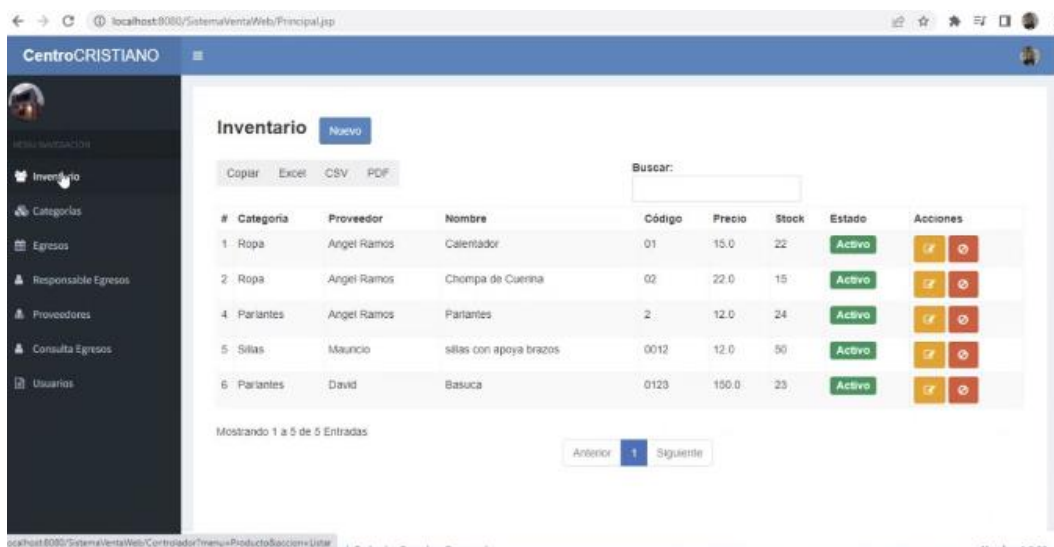 localhost:8080/SistemaVentaWeb/Principal.jsp
CentroCRISTIANO
MENU NAVEGACION
Inventario
Categorías
Egresos
Responsable Egresos
Proveedores
Consulta Egresos
Usuarios
Inventario Nuevo
Copiar Excel CSV PDF
Buscar:
# Categoria Proveedor Nombre Código Precio Stock Estado Acciones
1 Ropa Angel Ramos Calentador 01 15.0 22 Activo
2 Ropa Angel Ramos Chompa de Cuerina 02 22.0 15 Activo
4 Parlantes Angel Ramos Parlantes 2 12.0 24 Activo
5 Sillas Mauricio sillas con apoya brazos 0012 12.0 50 Activo
6 Parlantes David Basuca 0123 150.0 23 Activo
Mostrando 1 a 5 de 5 Entradas
Anterior 1 Siguiente
localhost:8080/SistemaVentaWeb/Controlador?menu=Producto&accion=Listar